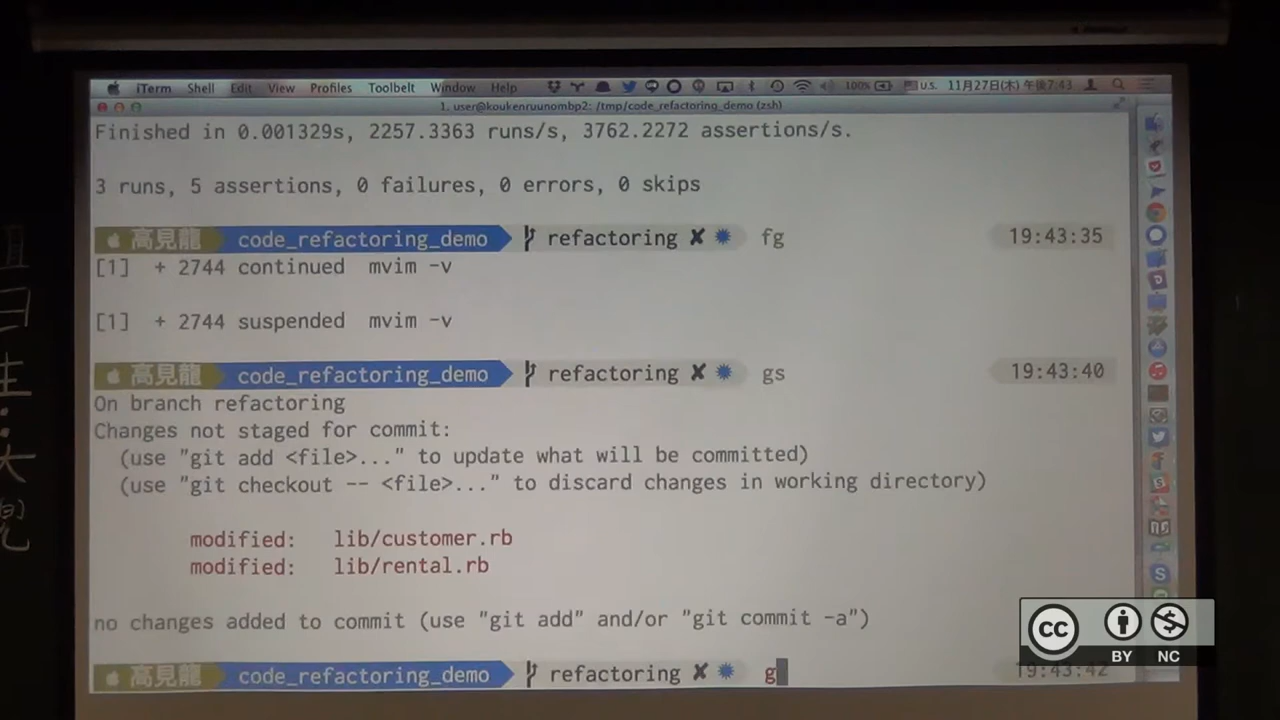 iTerm Shell Edit View Profiles Toolbelt Window Help 100% U.S. 11月27日(木) 午後7:43
1. user@koukenruunombp2: /tmp/code_refactoring_demo (zsh)
Finished in 0.001329s, 2257.3363 runs/s, 3762.2272 assertions/s.
3 runs, 5 assertions, 0 failures, 0 errors, 0 skips
高見龍 code_refactoring_demo refactoring ✘ fg 19:43:35
[1] + 2744 continued mvim -v
[1] + 2744 suspended mvim -v
高見龍 code_refactoring_demo refactoring ✘ gs 19:43:40
On branch refactoring
Changes not staged for commit:
(use "git add <file>..." to update what will be committed)
(use "git checkout -- <file>..." to discard changes in working directory)
modified: lib/customer.rb
modified: lib/rental.rb
no changes added to commit (use "git add" and/or "git commit -a")
高見龍 code_refactoring_demo refactoring ✘ g 19:43:42
cc BY NC